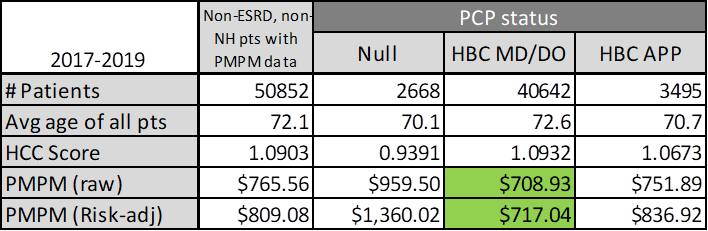 Non-ESRD, non-
NH pts with
PMPM data
PCP status
2017-2019
Null HBC MD/DO HBC APP
# Patients 50852 2668 40642 3495
Avg age of all pts 72.1 70.1 72.6 70.7
HCC Score 1.0903 0.9391 1.0932 1.0673
PMPM (raw) $765.56 $959.50 $708.93 $751.89
PMPM (Risk-adj) $809.08 $1,360.02 $717.04 $836.92